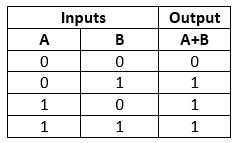 Inputs Output
A B A+B
0 0 0
0 1 1
1 0 1
1 1 1